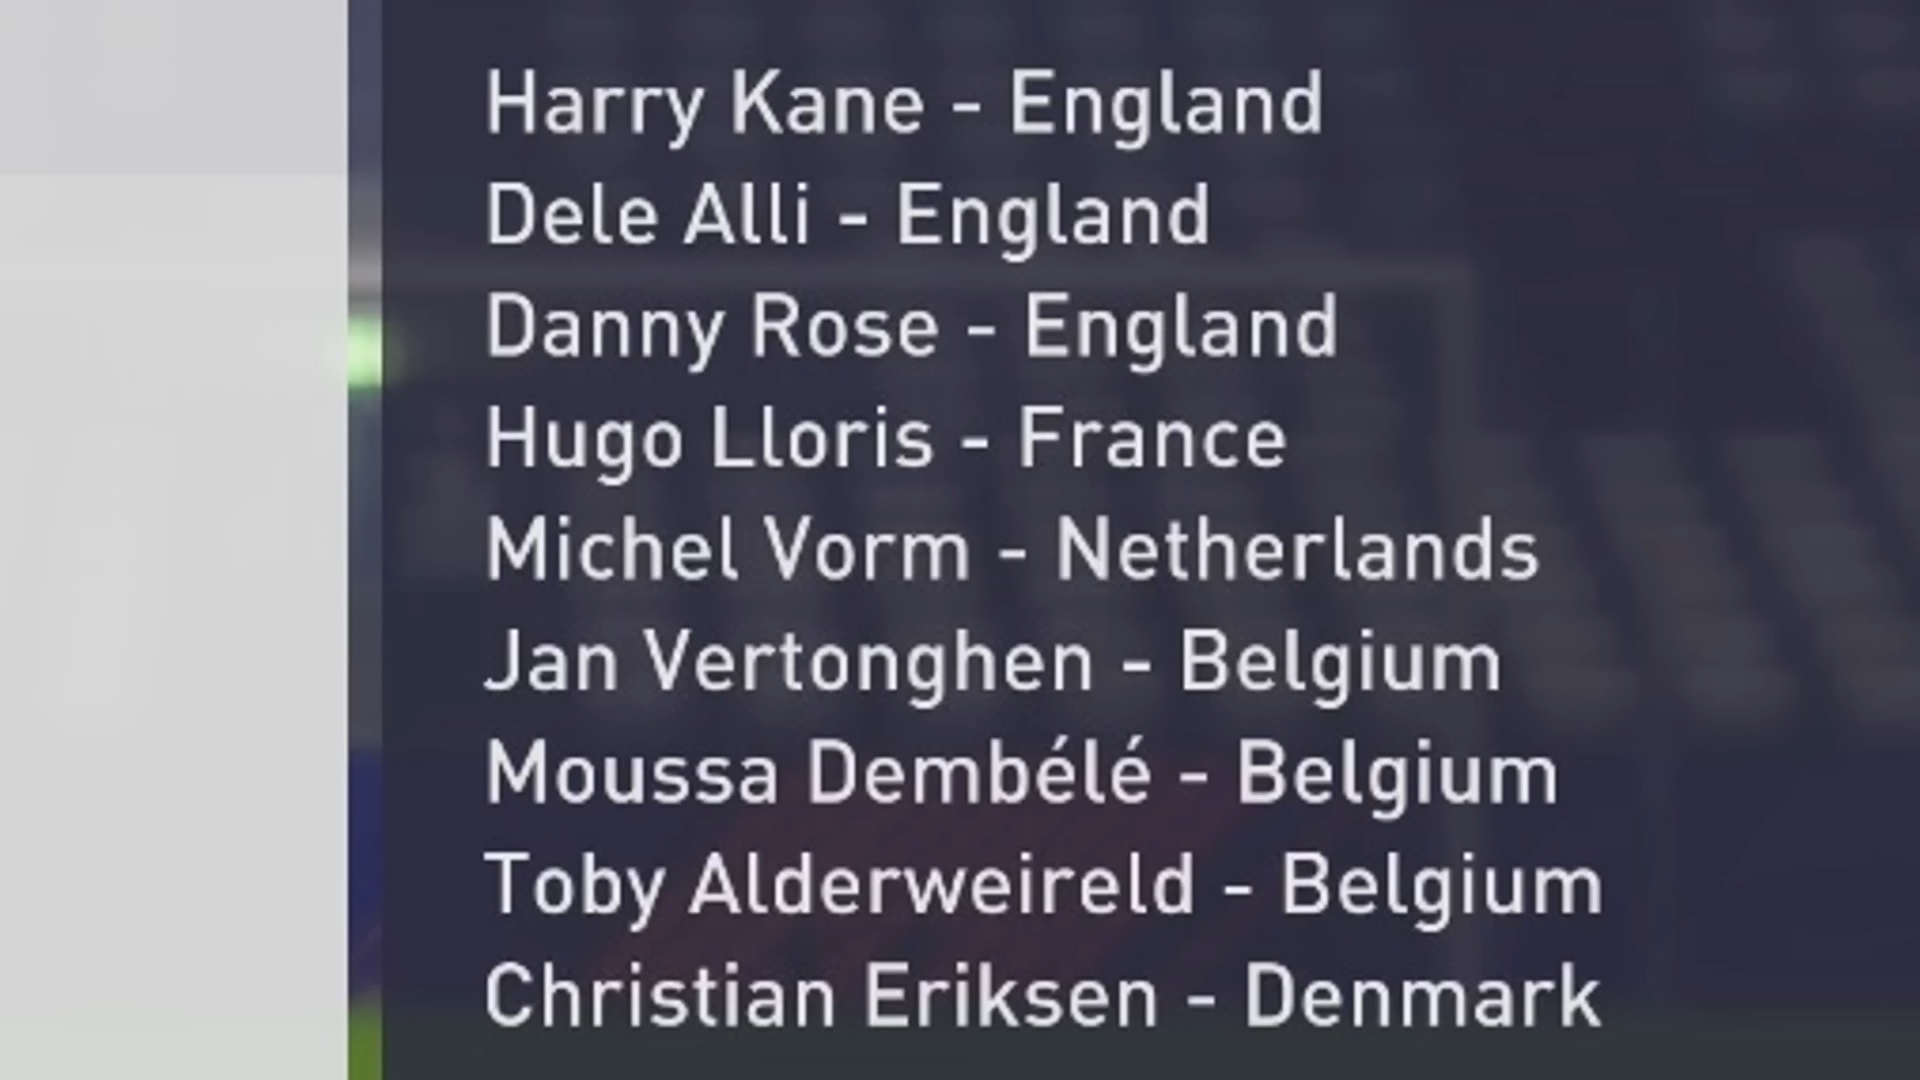 Harry Kane - England
Dele Alli - England
Danny Rose - England
Hugo Lloris - France
Michel Vorm - Netherlands
Jan Vertonghen - Belgium
Moussa Dembélé - Belgium
Toby Alderweireld - Belgium
Christian Eriksen - Denmark